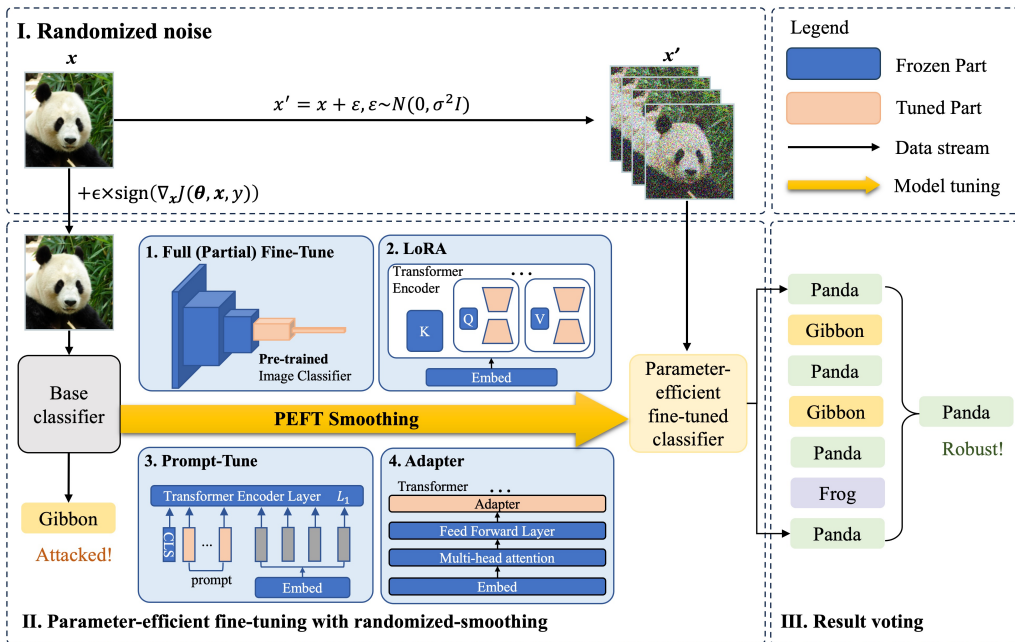 I. Randomized noise
x
x'
x' = x + ε, ε~N(0, σ²I)
+ϵ×sign(∇ₓJ(θ, x, y))
Legend
Frozen Part
Tuned Part
Data stream
Model tuning
1. Full (Partial) Fine-Tune
Pre-trained
Image Classifier
2. LoRA
Transformer
Encoder
...
K
Q
V
Embed
Base
classifier
PEFT Smoothing
Parameter-
efficient
fine-tuned
classifier
Gibbon
Attacked!
3. Prompt-Tune
Transformer Encoder Layer L₁
CLS
...
prompt
Embed
4. Adapter
Transformer
...
Adapter
Feed Forward Layer
Multi-head attention
Embed
II. Parameter-efficient fine-tuning with randomized-smoothing
Panda
Gibbon
Panda
Gibbon
Panda
Frog
Panda
Panda
Robust!
III. Result voting